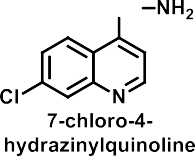 –NH₂
Cl
N
7-chloro-4-
hydrazinylquinoline